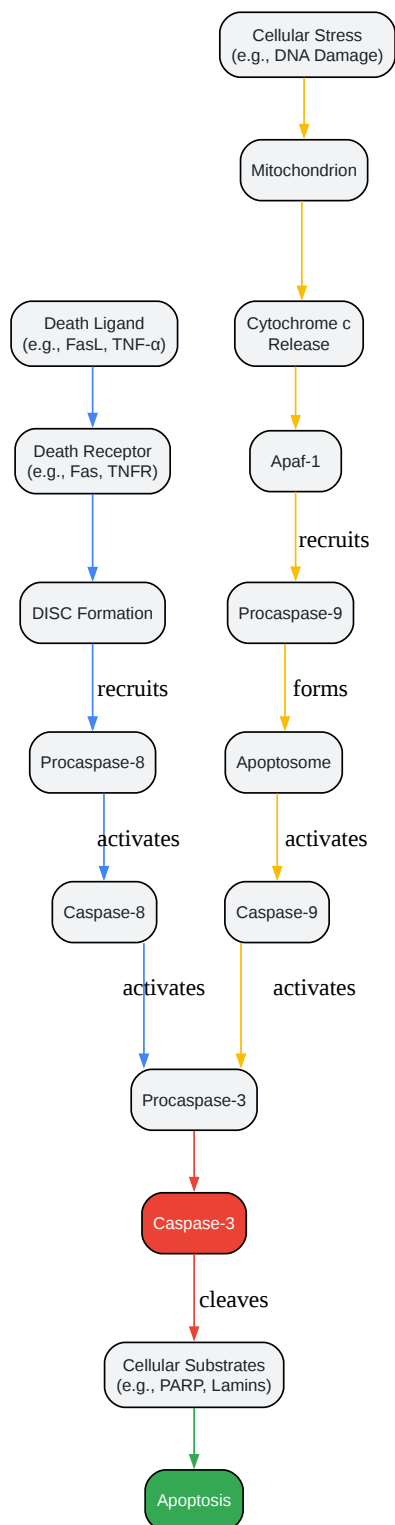 Cellular Stress
(e.g., DNA Damage)
Mitochondrion
Death Ligand
(e.g., FasL, TNF-α)
Cytochrome c
Release
Death Receptor
(e.g., Fas, TNFR)
Apaf-1
recruits
DISC Formation
Procaspase-9
recruits
forms
Procaspase-8
Apoptosome
activates
activates
Caspase-8
Caspase-9
activates
activates
Procaspase-3
Caspase-3
cleaves
Cellular Substrates
(e.g., PARP, Lamins)
Apoptosis